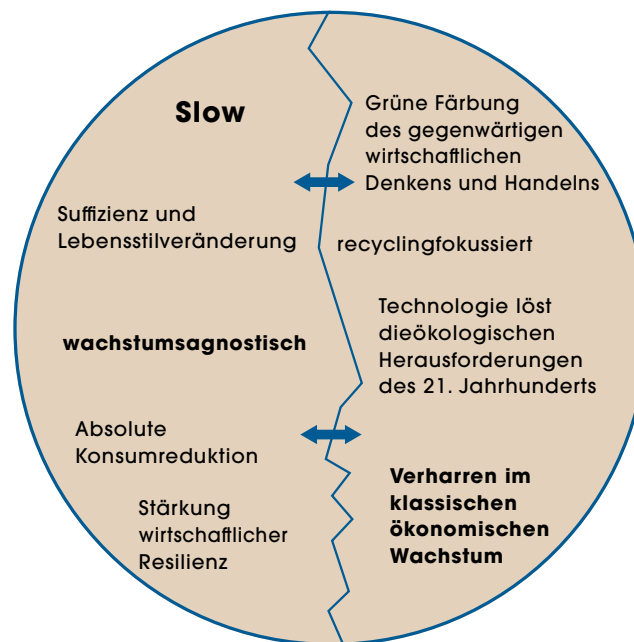 Slow
Suffizienz und
Lebensstilveränderung
wachstumsagnostisch
Absolute
Konsumreduktion
Stärkung
wirtschaftlicher
Resilienz
Grüne Färbung
des gegenwärtigen
wirtschaftlichen
Denkens und Handelns
recyclingfokussiert
Technologie löst
dieökologischen
Herausforderungen
des 21. Jahrhunderts
Verharren im
klassischen
ökonomischen
Wachstum